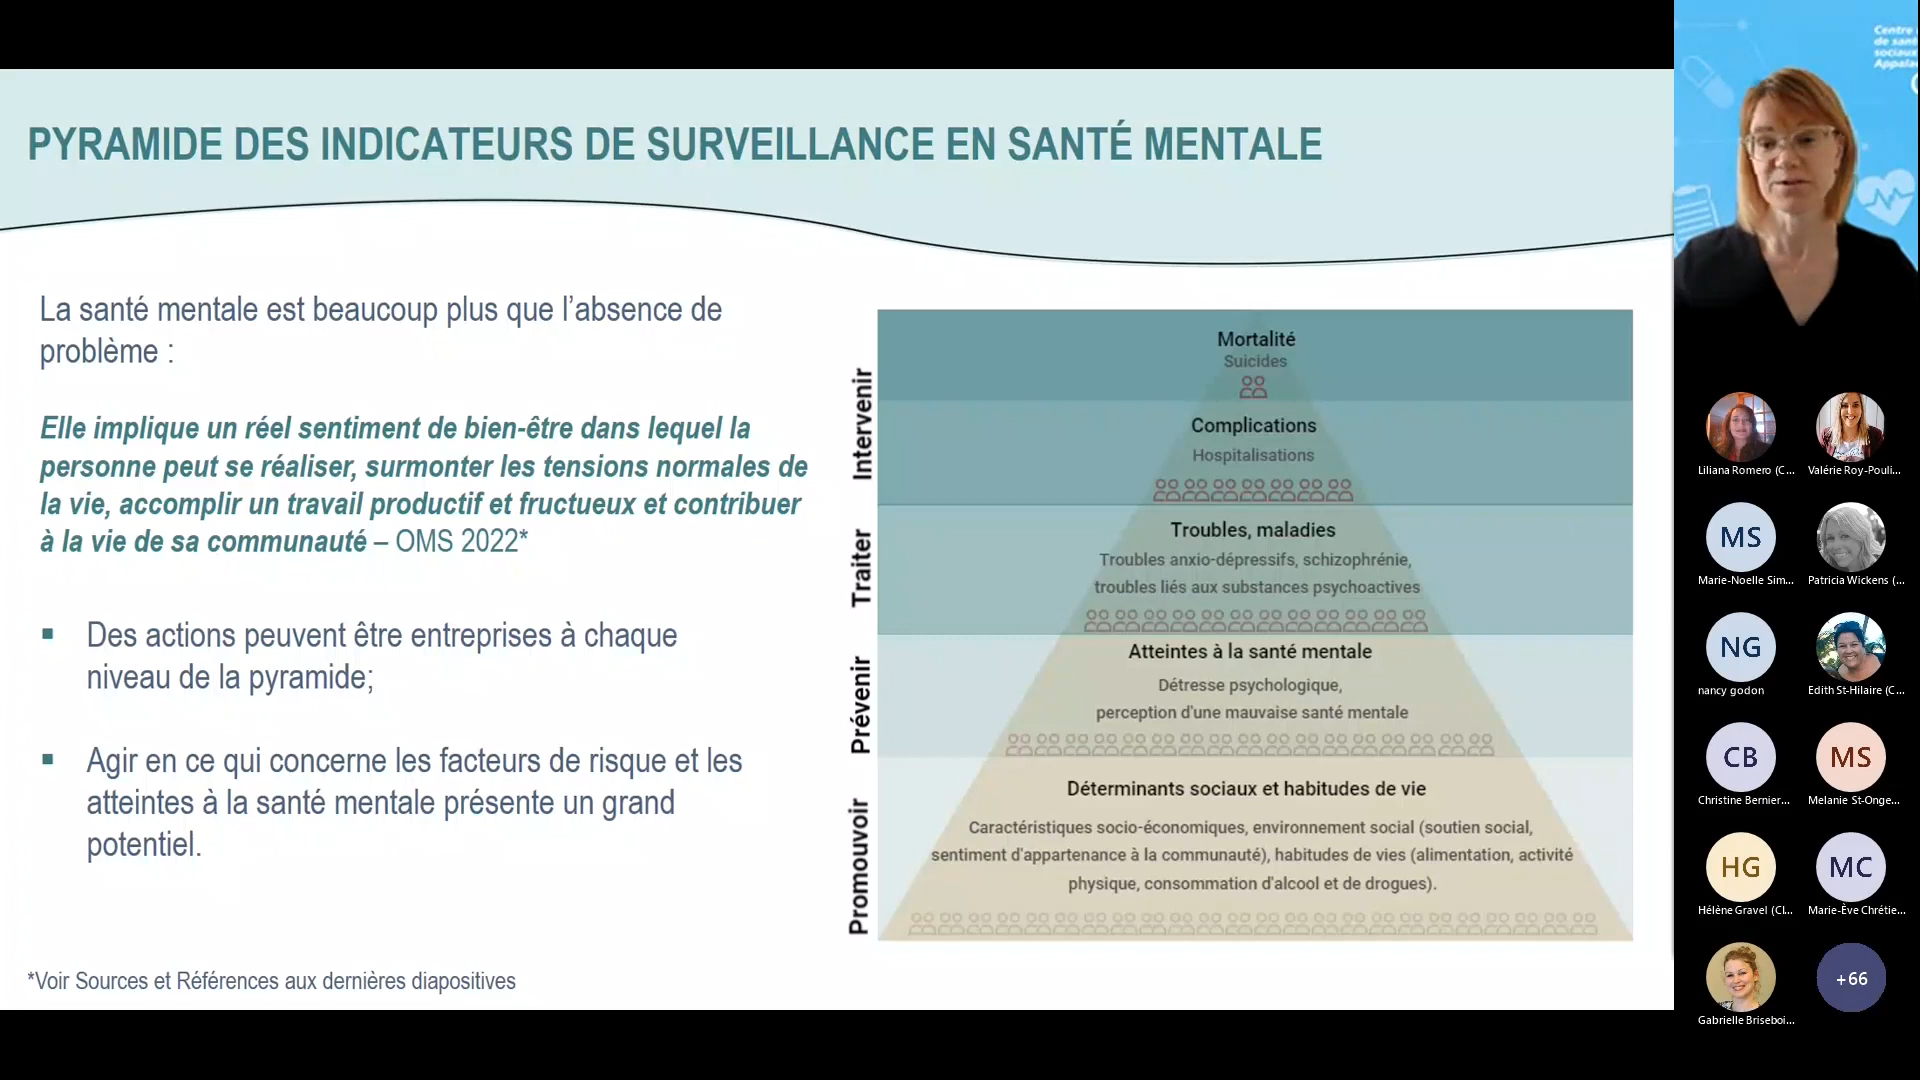 PYRAMIDE DES INDICATEURS DE SURVEILLANCE EN SANTÉ MENTALE
La santé mentale est beaucoup plus que l’absence de
problème :
Elle implique un réel sentiment de bien-être dans lequel la
personne peut se réaliser, surmonter les tensions normales de
la vie, accomplir un travail productif et fructueux et contribuer
à la vie de sa communauté – OMS 2022*
▪ Des actions peuvent être entreprises à chaque
niveau de la pyramide;
▪ Agir en ce qui concerne les facteurs de risque et les
atteintes à la santé mentale présente un grand
potentiel.
*Voir Sources et Références aux dernières diapositives
Intervenir
Traiter
Prévenir
Promouvoir
Mortalité
Suicides
Complications
Hospitalisations
Troubles, maladies
Troubles anxio-dépressifs, schizophrénie,
troubles liés aux substances psychoactives
Atteintes à la santé mentale
Détresse psychologique,
perception d'une mauvaise santé mentale
Déterminants sociaux et habitudes de vie
Caractéristiques socio-économiques, environnement social (soutien social,
sentiment d'appartenance à la communauté), habitudes de vies (alimentation, activité
physique, consommation d'alcool et de drogues).
Centre
de sant
sociaux
Appala
Liliana Romero (C...
Valérie Roy-Pouli...
MS
Marie-Noelle Sim...
Patricia Wickens (...
NG
nancy godon
Edith St-Hilaire (C...
CB
Christine Bernier...
MS
Melanie St-Onge...
HG
Hélène Gravel (CI...
MC
Marie-Ève Chrétie...
Gabrielle Briseboi...
+66